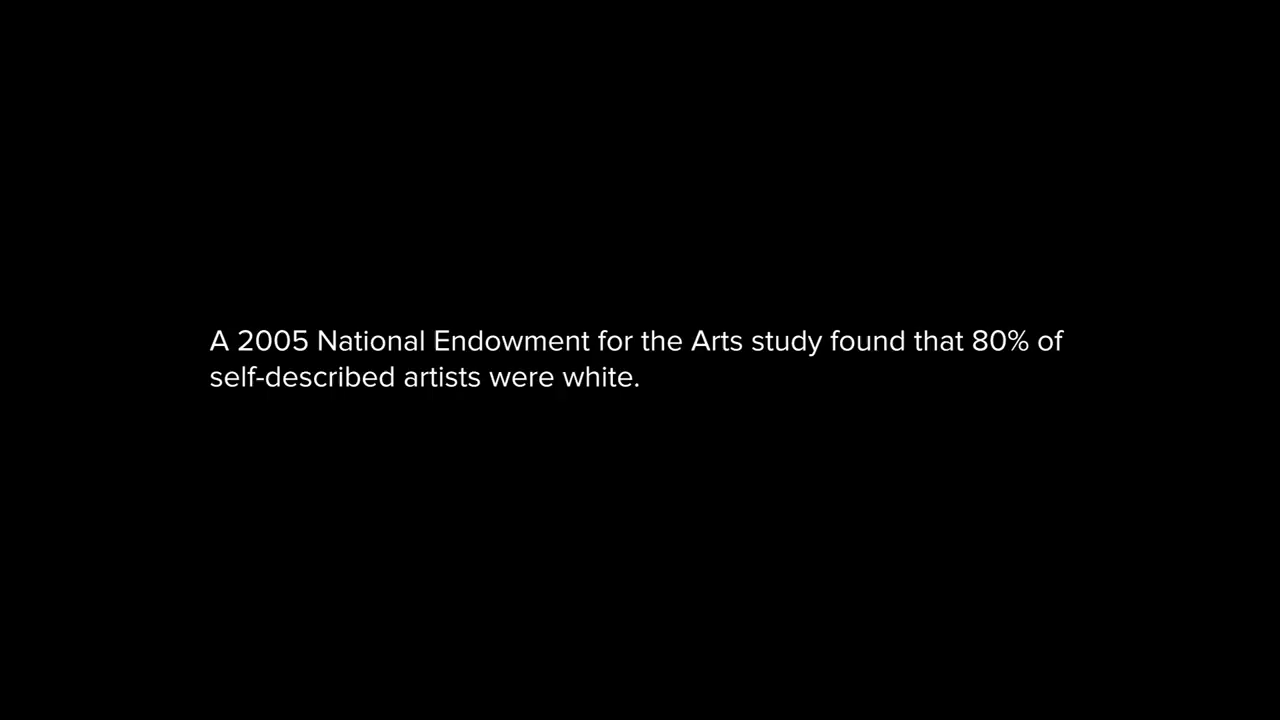 A 2005 National Endowment for the Arts study found that 80% of
self-described artists were white.